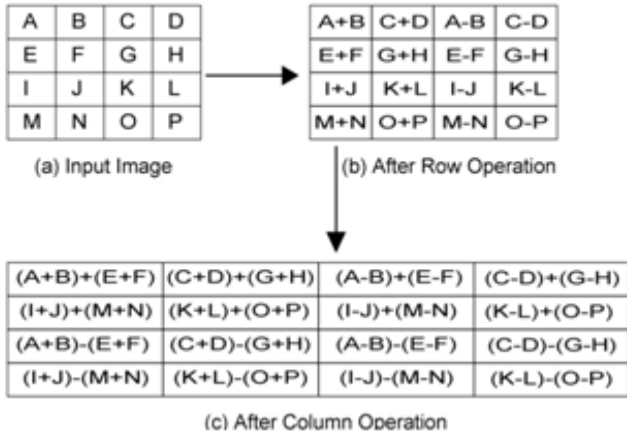 A B C D
E F G H
I J K L
M N O P
(a) Input Image
A+B C+D A-B C-D
E+F G+H E-F G-H
I+J K+L I-J K-L
M+N O+P M-N O-P
(b) After Row Operation
(A+B)+(E+F) (C+D)+(G+H) (A-B)+(E-F) (C-D)+(G-H)
(I+J)+(M+N) (K+L)+(O+P) (I-J)+(M-N) (K-L)+(O-P)
(A+B)-(E+F) (C+D)-(G+H) (A-B)-(E-F) (C-D)-(G-H)
(I+J)-(M+N) (K+L)-(O+P) (I-J)-(M-N) (K-L)-(O-P)
(c) After Column Operation